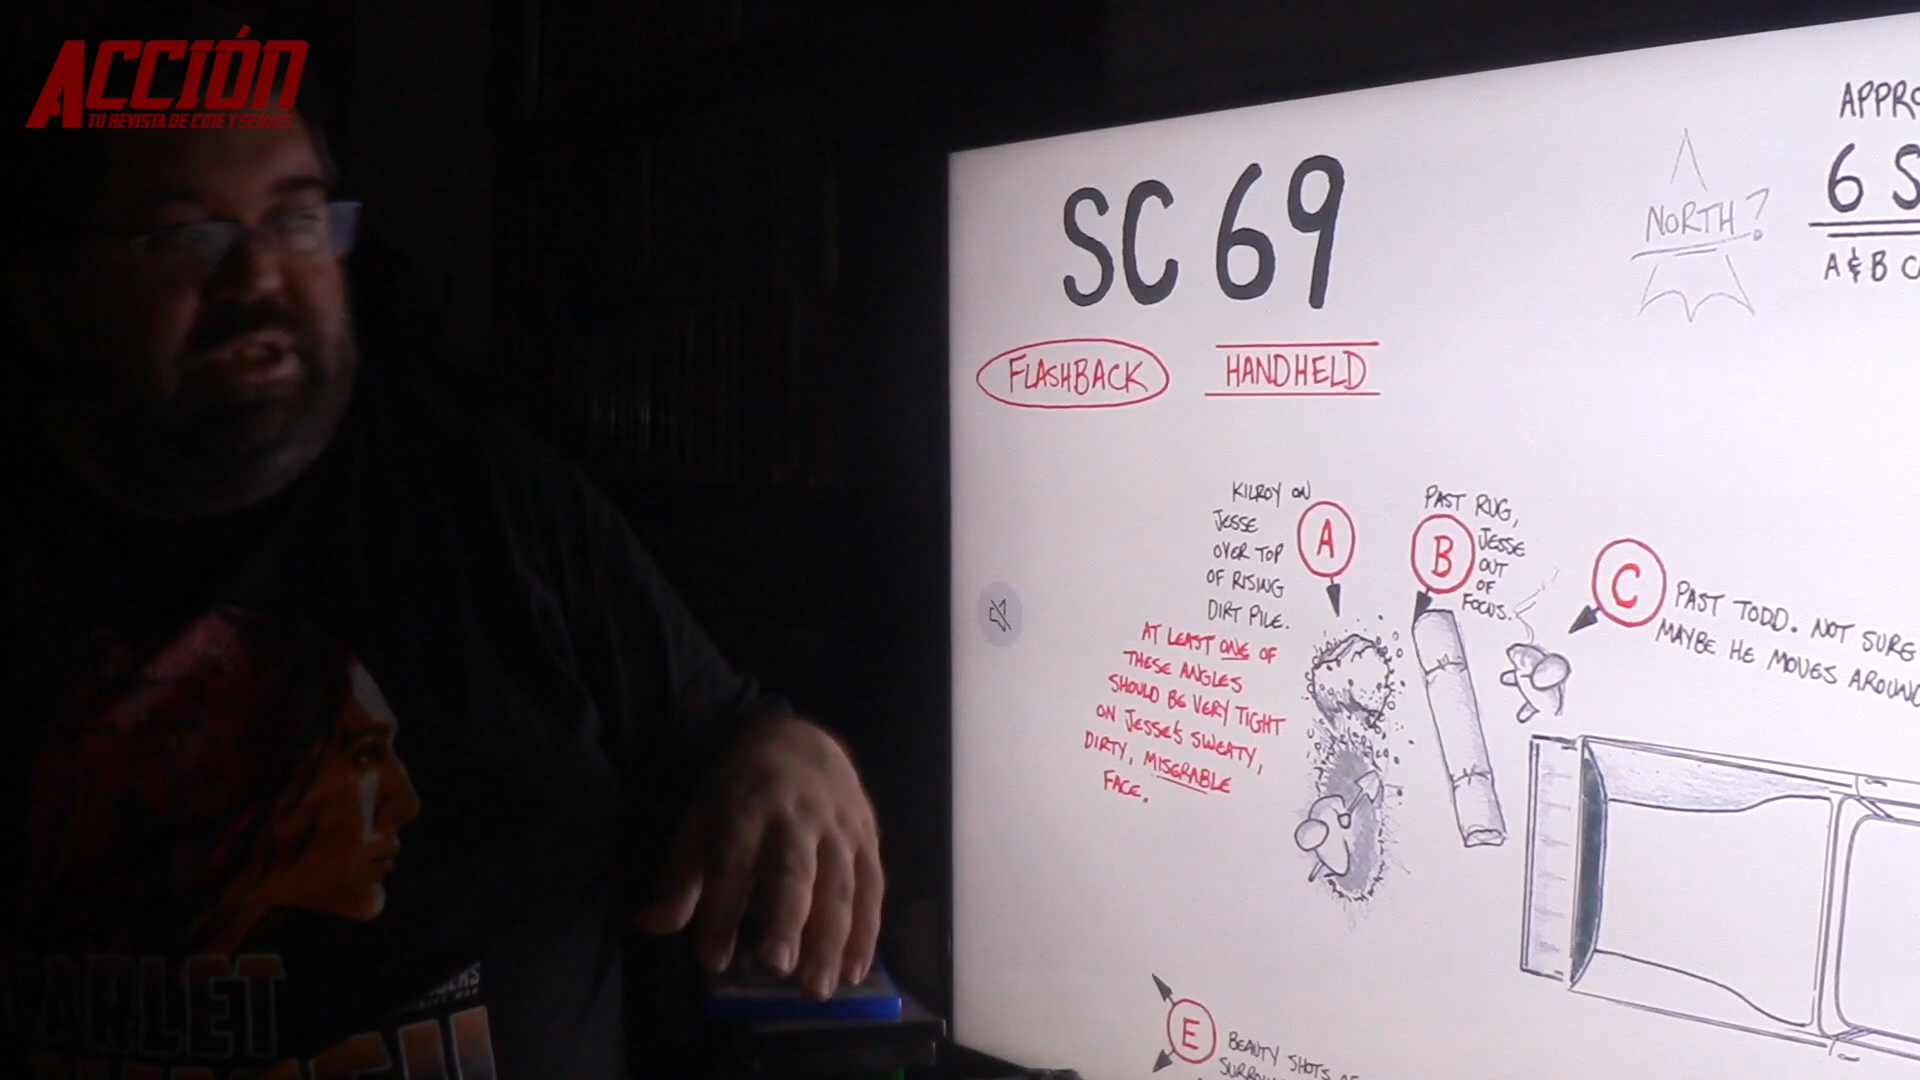 ACCIÓN
TU REVISTA DE CINE Y SERIES
SC 69
FLASHBACK
HANDHELD
NORTH?
6 S
A & B C
KILROY ON
JESSE
OVER TOP
OF RISING
DIRT PILE.
A
AT LEAST ONE OF
THESE ANGLES
SHOULD BE VERY TIGHT
ON JESSE'S SWEATY,
DIRTY, MISERABLE
FACE.
PAST RUG,
JESSE
OUT
OF
FOCUS.
B
C
PAST TODD. NOT SURE
MAYBE HE MOVES AROUND
E
BEAUTY SHOTS OF